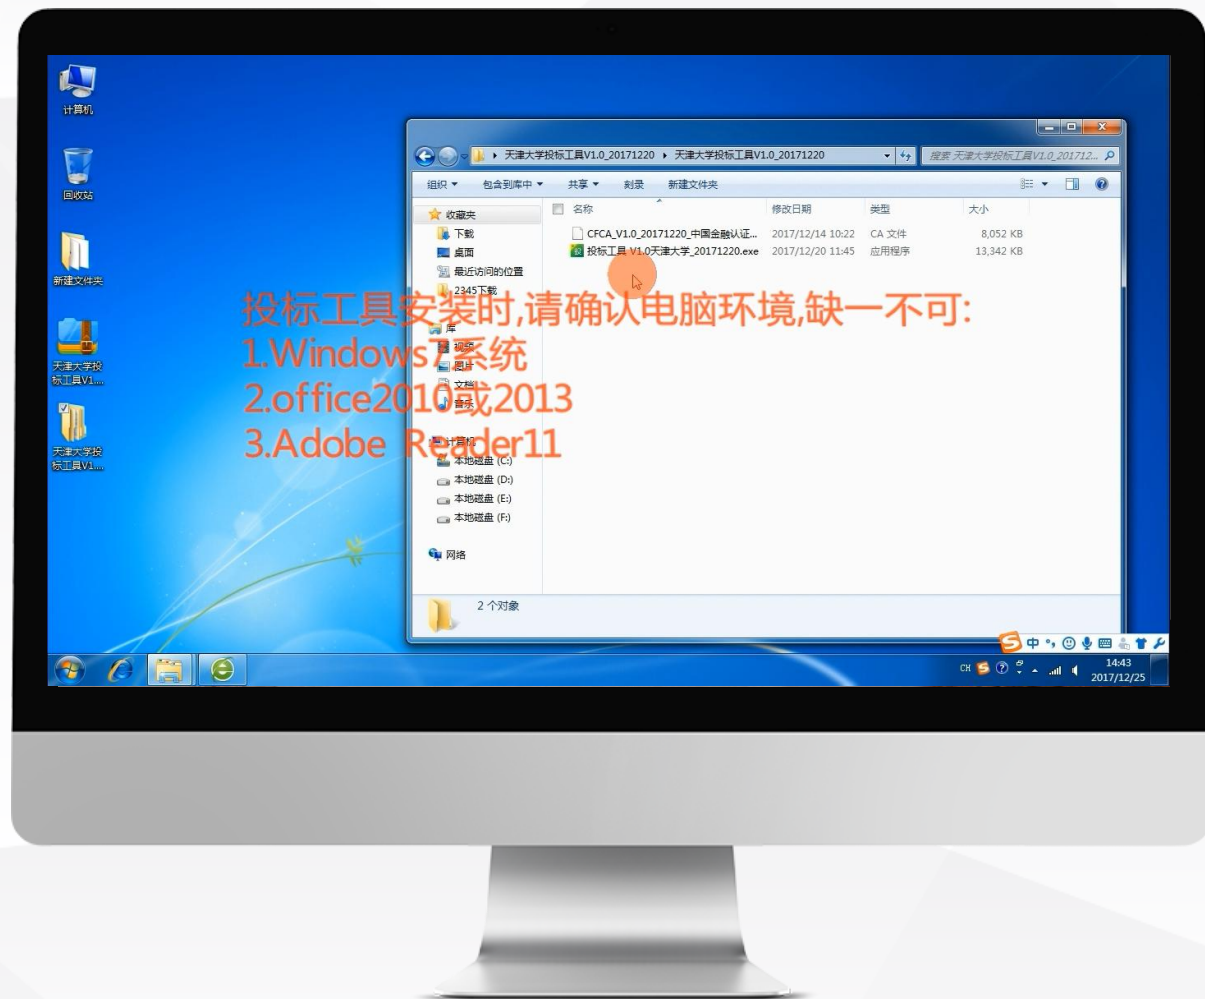 计算机
回收站
新建文件夹
天津大学投
标工具V1....
天津大学投
标工具V1....
天津大学投标工具V1.0_20171220 天津大学投标工具V1.0_20171220
搜索 天津大学投标工具V1.0_201712...
组织 包含到库中 共享 刻录 新建文件夹
名称 修改日期 类型 大小
CFCA_V1.0_20171220_中国金融认证... 2017/12/14 10:22 CA 文件 8,052 KB
投标工具 V1.0天津大学_20171220.exe 2017/12/20 11:45 应用程序 13,342 KB
收藏夹
下载
桌面
最近访问的位置
2345下载
库
视频
图片
文档
音乐
计算机
本地磁盘 (C:)
本地磁盘 (D:)
本地磁盘 (E:)
本地磁盘 (F:)
网络
投标工具安装时,请确认电脑环境,缺一不可:
1.Windows7系统
2.office2010或2013
3.Adobe Reader11
2 个对象
中
CH
14:43
2017/12/25